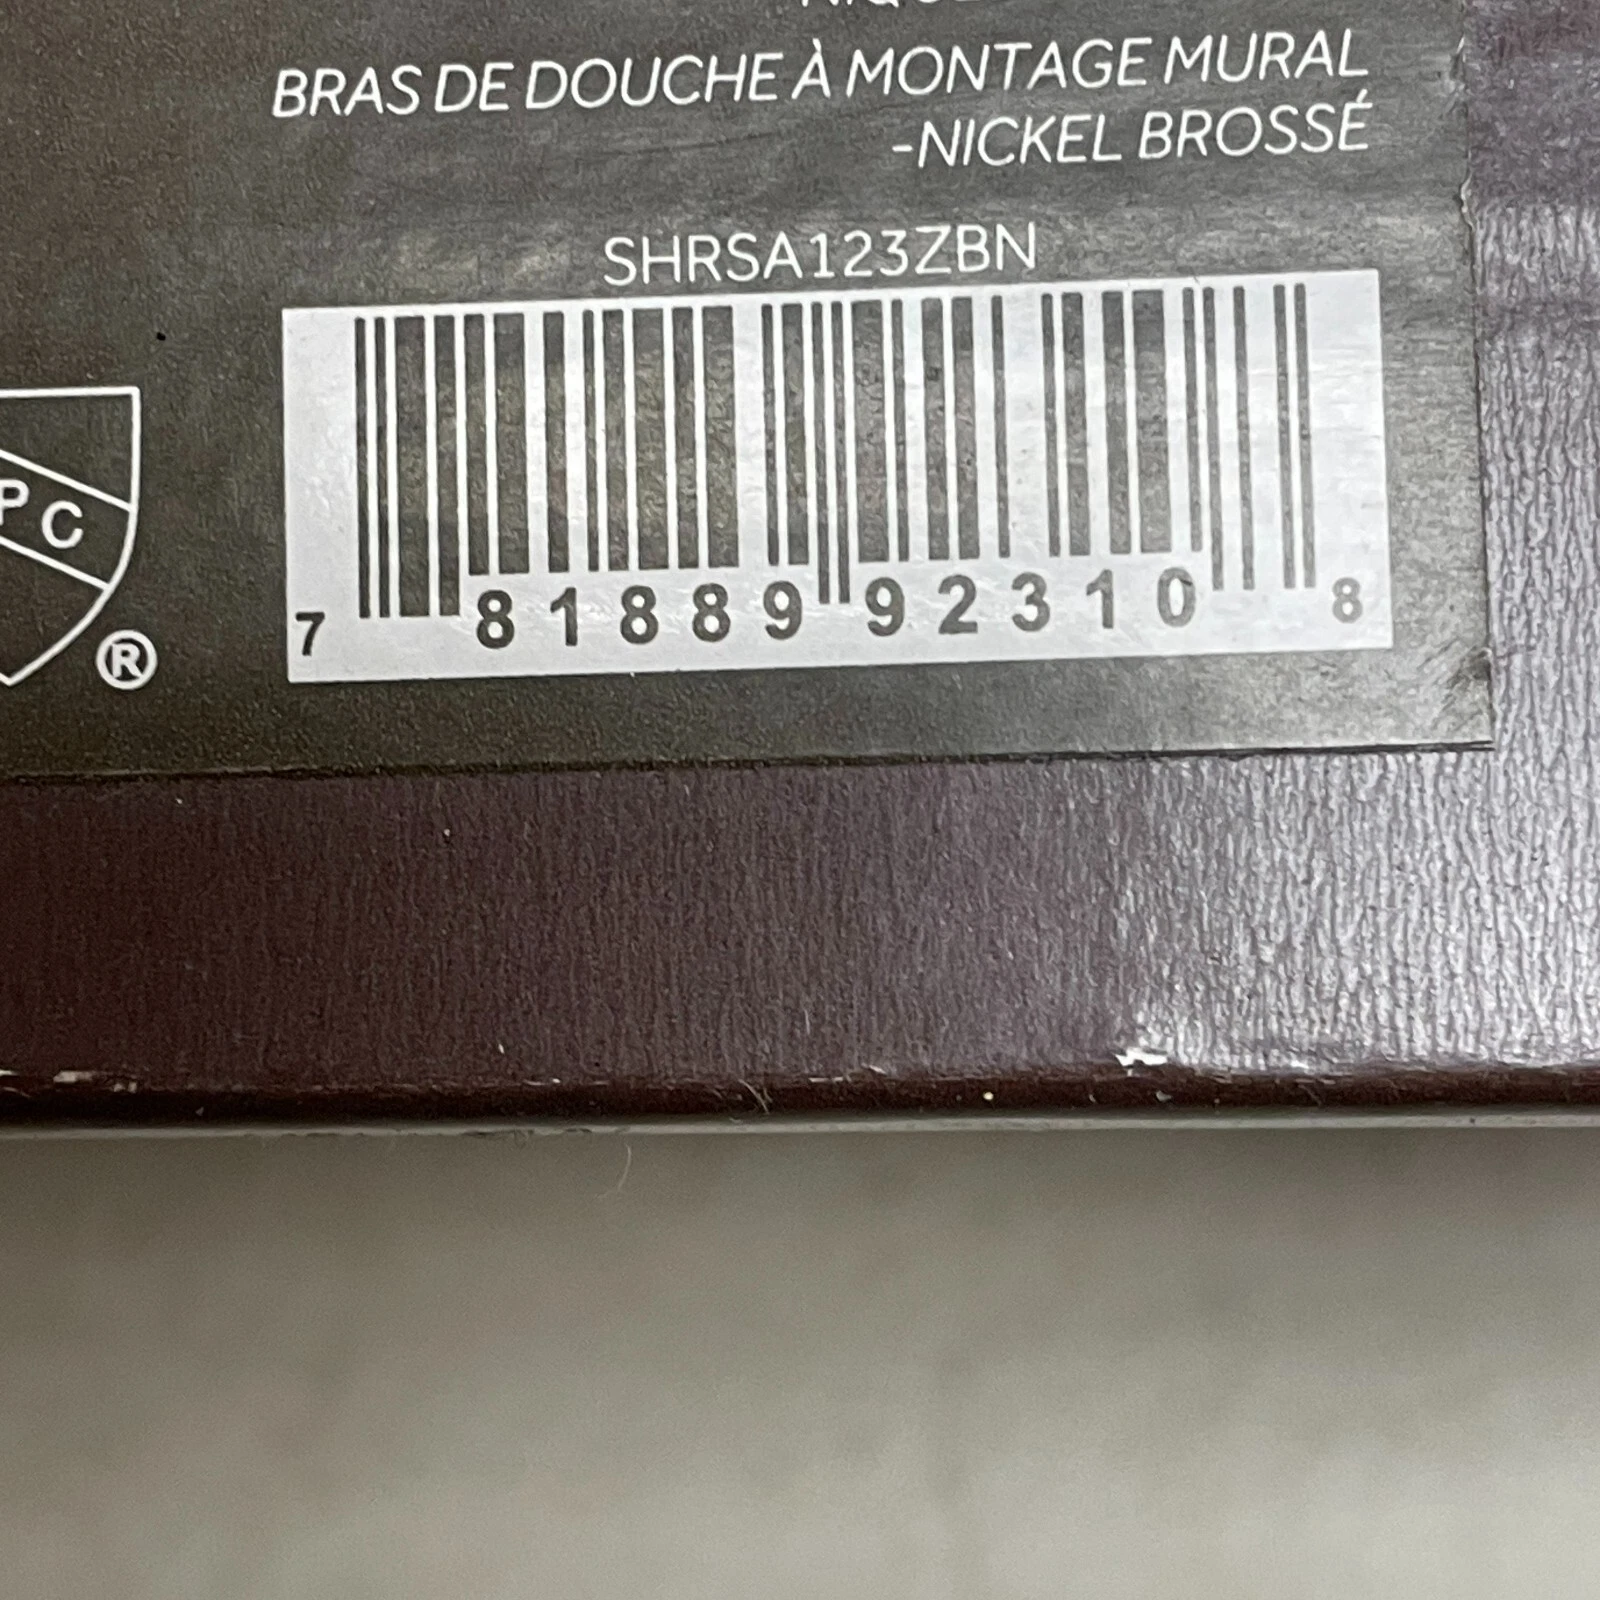 BRAS DE DOUCHE À MONTAGE MURAL
-NICKEL BROSSÉ
SHRSA123ZBN
PC
®
7 81889 92310 8